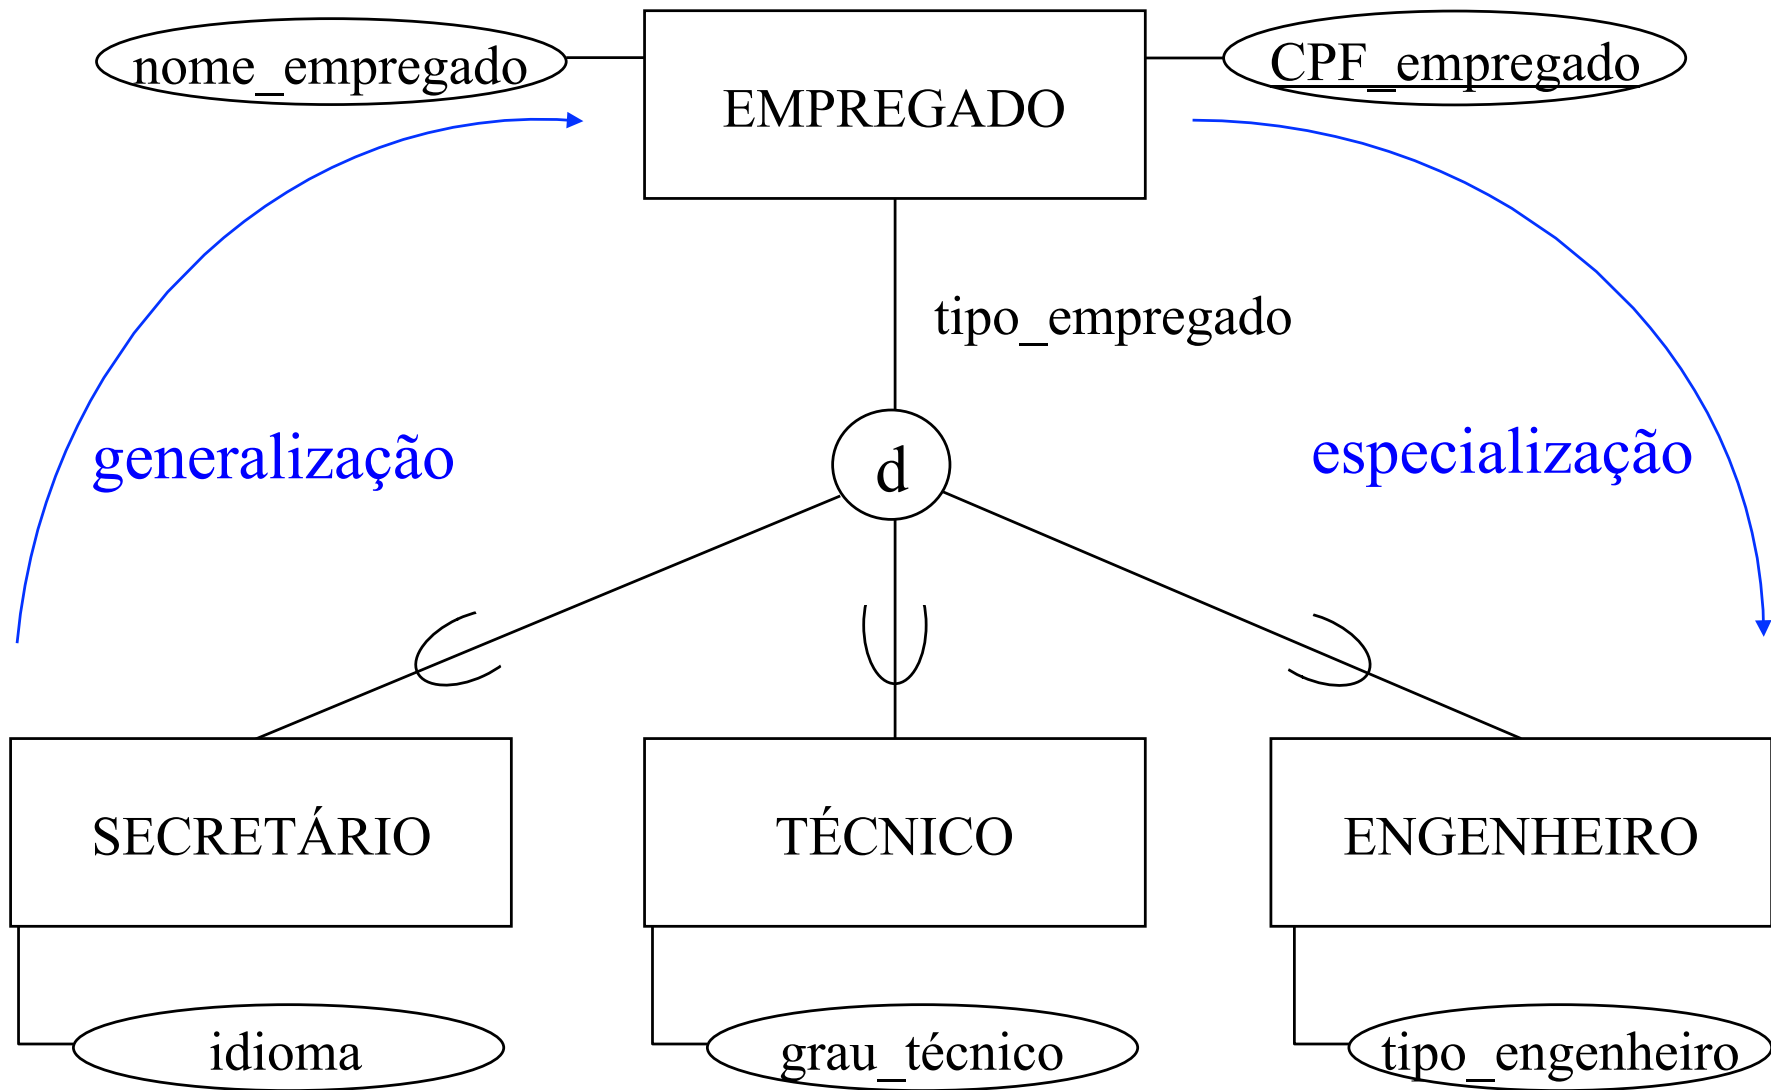 nome_empregado
CPF_empregado
EMPREGADO
tipo_empregado
generalização
d
especialização
SECRETÁRIO
TÉCNICO
ENGENHEIRO
idioma
grau_técnico
tipo_engenheiro